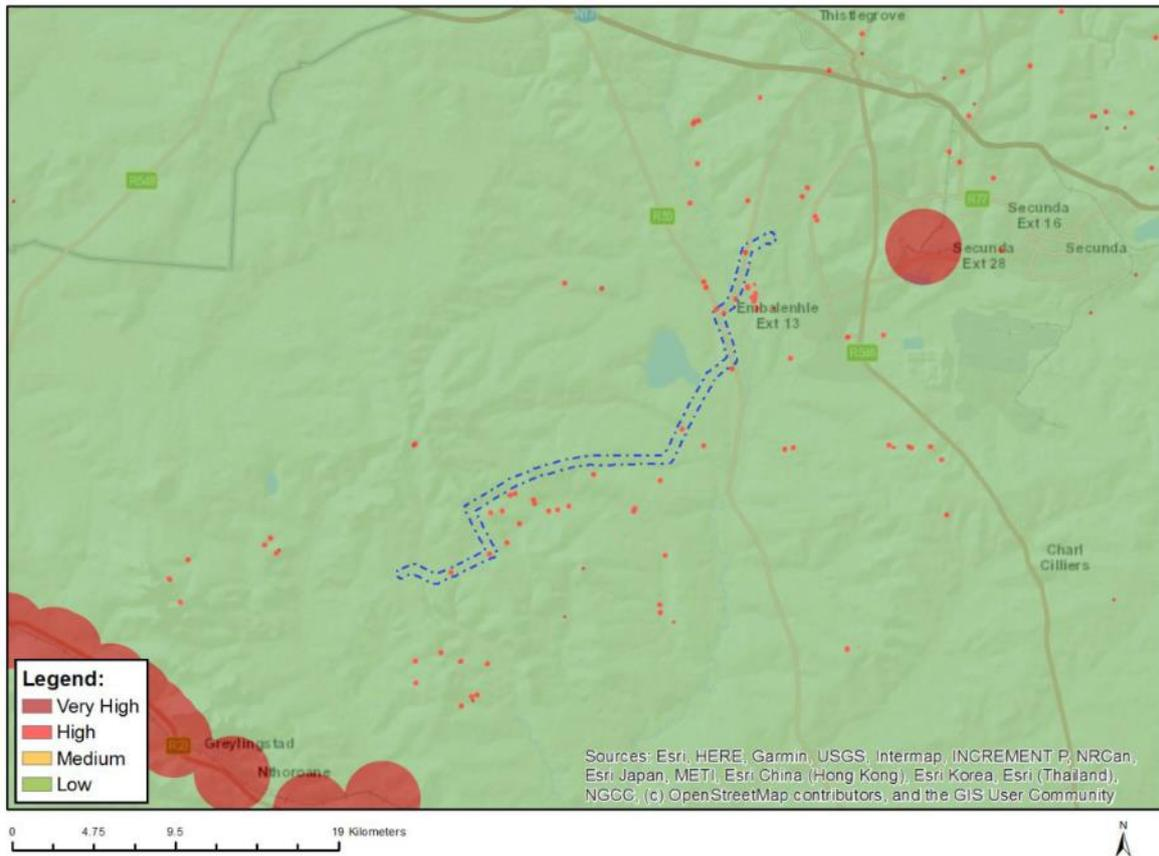 N17
Thistlegrove
R548
R50
Secunda
Ext 16
Secunda
Ext 28
Secunda
Embalenhle
Ext 13
R546
Charl
Cilliers
Legend:
Very High
High
Medium
Low
R23
Greylingstad
Nthoroane
Sources: Esri, HERE, Garmin, USGS, Intermap, INCREMENT P, NRCan,
Esri Japan, METI, Esri China (Hong Kong), Esri Korea, Esri (Thailand),
NGCC, (c) OpenStreetMap contributors, and the GIS User Community
0 4.75 9.5 19 Kilometers
N